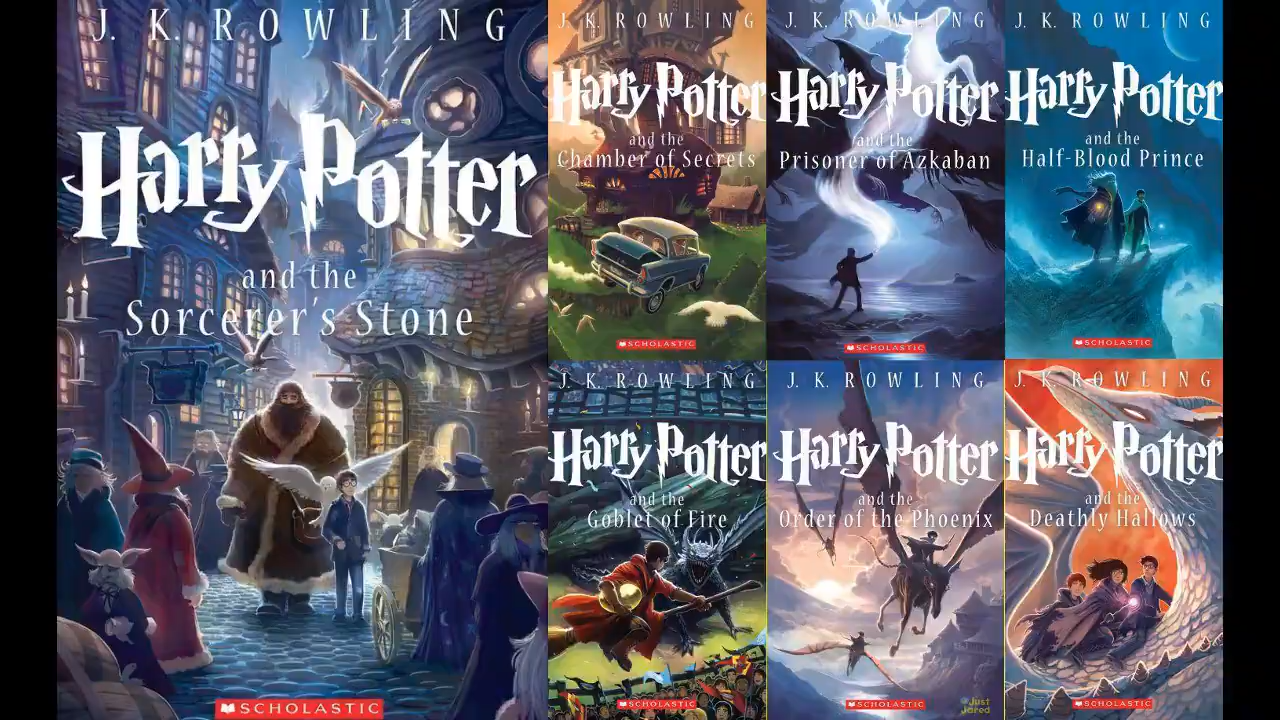 J. K. ROWLING
Harry Potter
and the
Sorcerer's Stone
SCHOLASTIC
J. K. ROWLING
Harry Potter
and the
Chamber of Secrets
SCHOLASTIC
J. K. ROWLING
Harry Potter
and the
Prisoner of Azkaban
SCHOLASTIC
J. K. ROWLING
Harry Potter
and the
Half-Blood Prince
SCHOLASTIC
J. K. ROWLING
Harry Potter
and the
Goblet of Fire
SCHOLASTIC
J. K. ROWLING
Harry Potter
and the
Order of the Phoenix
SCHOLASTIC
Just
Jared
J. K. ROWLING
Harry Potter
and the
Deathly Hallows
SCHOLASTIC